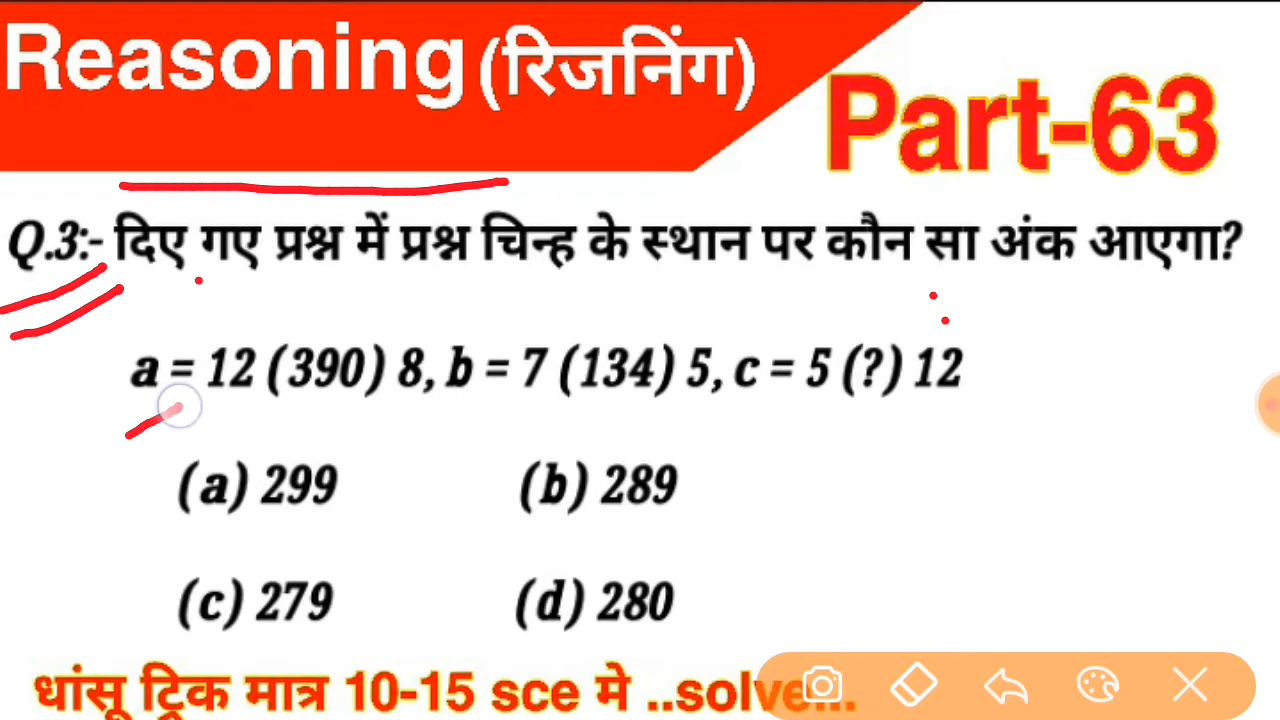 Reasoning (रिजनिंग)
Part-63
Q.3:- दिए गए प्रश्न में प्रश्न चिन्ह के स्थान पर कौन सा अंक आएगा?
a = 12 (390) 8, b = 7 (134) 5, c = 5 (?) 12
(a) 299 (b) 289
(c) 279 (d) 280
धांसू ट्रिक मात्र 10-15 sce मे ..solve...